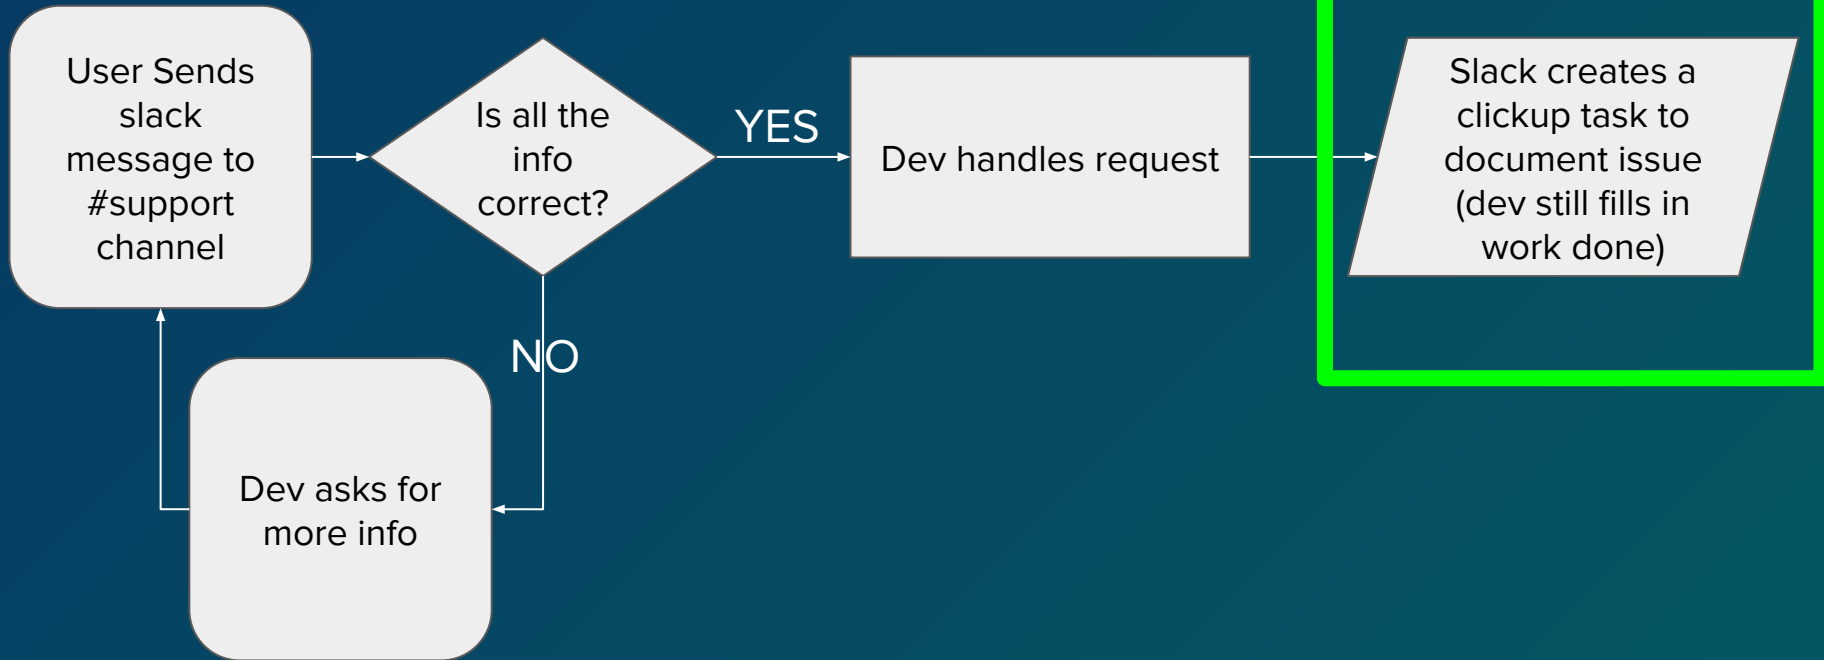 User Sends
slack
message to
#support
channel
Is all the
info
correct?
YES
Dev handles request
Slack creates a
clickup task to
document issue
(dev still fills in
work done)
NO
Dev asks for
more info